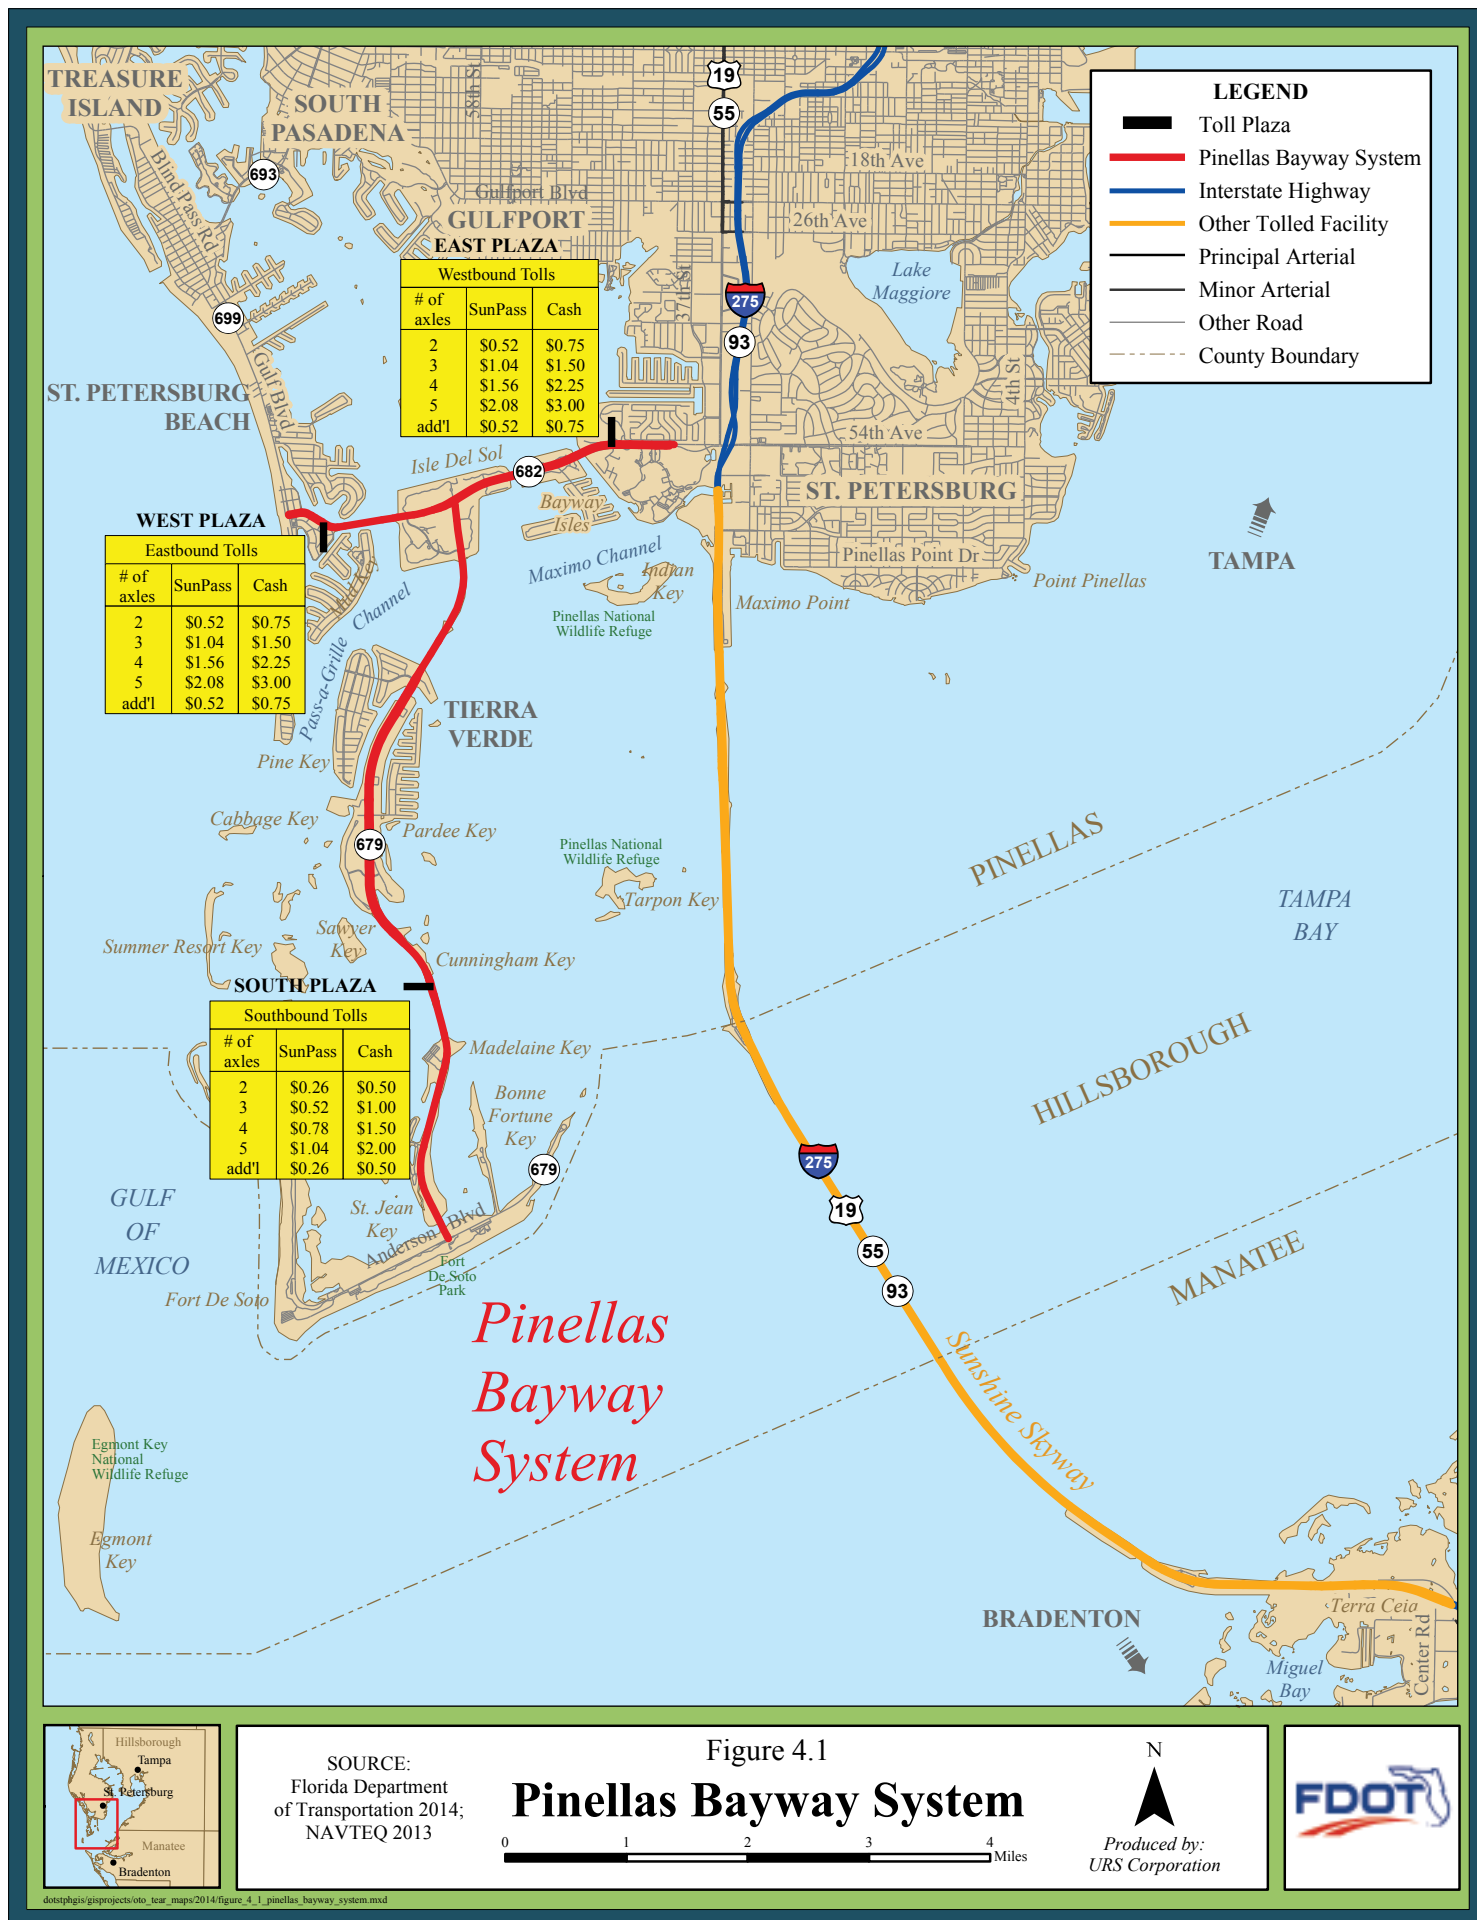 TREASURE
ISLAND
SOUTH
PASADENA
58th St
19
55
693
Blind Pass Rd
18th Ave
Gulfport Blvd
GULFPORT
26th Ave
LEGEND
Toll Plaza
Pinellas Bayway System
Interstate Highway
Other Tolled Facility
Principal Arterial
Minor Arterial
Other Road
County Boundary
EAST PLAZA
Westbound Tolls
# of axles SunPass Cash
2 $0.52 $0.75
3 $1.04 $1.50
4 $1.56 $2.25
5 $2.08 $3.00
add'l $0.52 $0.75
37th St
275
93
Lake
Maggiore
4th St
699
Gulf Blvd
ST. PETERSBURG
BEACH
54th Ave
Isle Del Sol
682
Bayway
Isles
ST. PETERSBURG
WEST PLAZA
Eastbound Tolls
# of axles SunPass Cash
2 $0.52 $0.75
3 $1.04 $1.50
4 $1.56 $2.25
5 $2.08 $3.00
add'l $0.52 $0.75
Mud Key
Pass-a-Grille Channel
Maximo Channel
Indian
Key
Pinellas National
Wildlife Refuge
Pinellas Point Dr
Maximo Point
Point Pinellas
TAMPA
TIERRA
VERDE
Pine Key
Cabbage Key
Pardee Key
679
Pinellas National
Wildlife Refuge
Tarpon Key
PINELLAS
TAMPA
BAY
Summer Resort Key
Sawyer
Key
Cunningham Key
SOUTH PLAZA
Southbound Tolls
# of axles SunPass Cash
2 $0.26 $0.50
3 $0.52 $1.00
4 $0.78 $1.50
5 $1.04 $2.00
add'l $0.26 $0.50
Madelaine Key
Bonne
Fortune
Key
679
HILLSBOROUGH
275
19
55
93
GULF
OF
MEXICO
St. Jean
Key
Anderson Blvd
Fort
De Soto
Park
Fort De Soto
MANATEE
Pinellas
Bayway
System
Sunshine Skyway
Egmont Key
National
Wildlife Refuge
Egmont
Key
BRADENTON
Terra Ceia
Center Rd
Miguel
Bay
Hillsborough
Tampa
St. Petersburg
Manatee
Bradenton
SOURCE:
Florida Department
of Transportation 2014;
NAVTEQ 2013
Figure 4.1
Pinellas Bayway System
0 1 2 3 4 Miles
N
Produced by:
URS Corporation
FDOT
dotstphgis/gisprojects/oto_tear_maps/2014/figure_4_1_pinellas_bayway_system.mxd